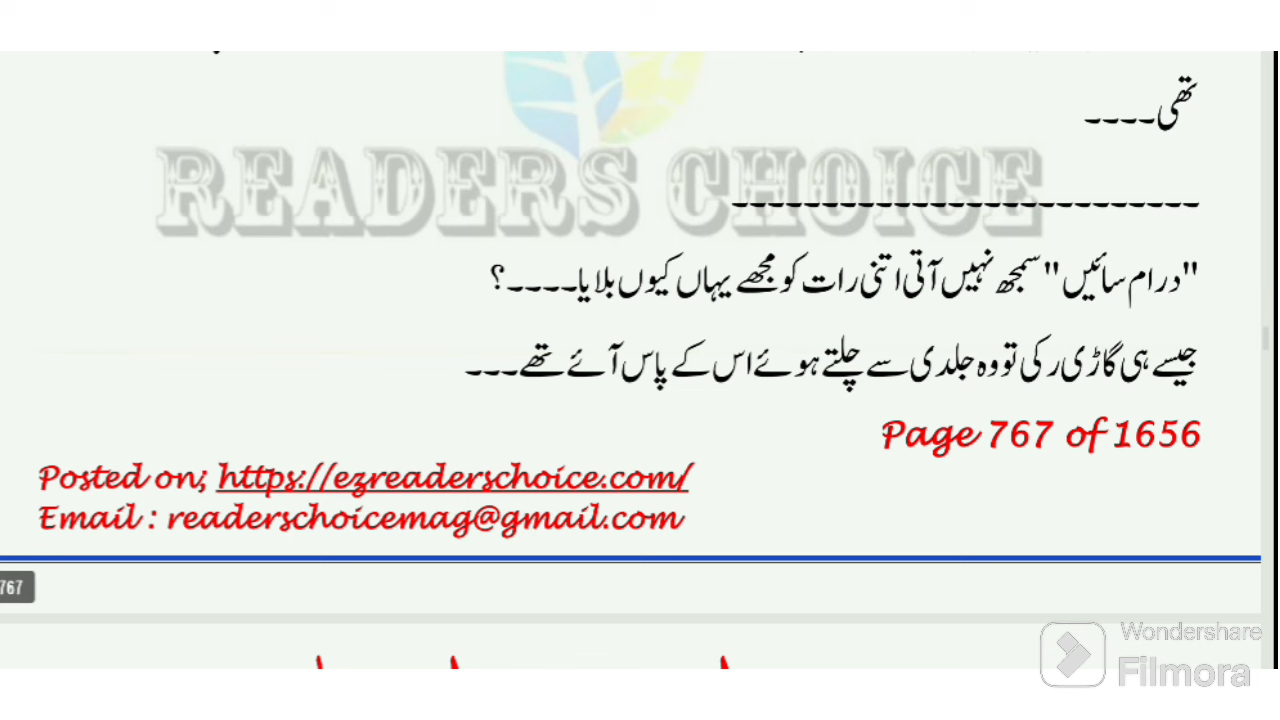 تھی۔۔۔۔
READERS CHOICE
--------------------------
"درام سائیں" سمجھ نہیں آتی اتنی رات کو مجھے یہاں کیوں بلایا۔۔۔۔؟
جیسے ہی گاڑی رکی تو وہ جلدی سے چلتے ہوئے اس کے پاس آئے تھے۔۔۔
Page 767 of 1656
Posted on; https://ezreaderschoice.com/
Email : readerschoicemag@gmail.com
767
Wondershare
Filmora